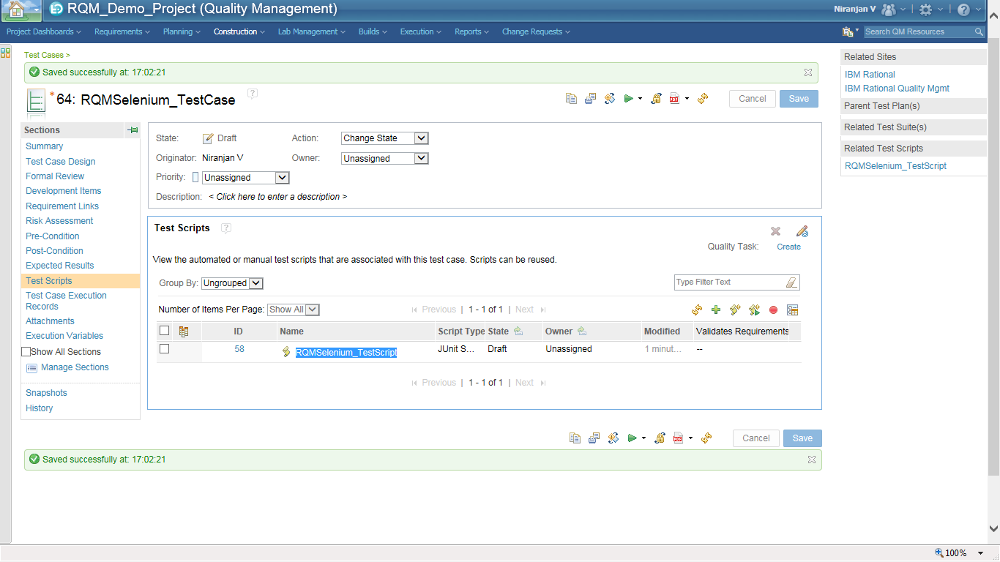 RQM_Demo_Project (Quality Management)
Niranjan V
Project Dashboards Requirements Planning Construction Lab Management Builds Execution Reports Change Requests
Search QM Resources
Test Cases >
Saved successfully at: 17:02:21
*64: RQMSelenium_TestCase
?
PDF
Cancel
Save
Sections
Summary
Test Case Design
Formal Review
Development Items
Requirement Links
Risk Assessment
Pre-Condition
Post-Condition
Expected Results
Test Scripts
Test Case Execution
Records
Attachments
Execution Variables
Show All Sections
Manage Sections
Snapshots
History
State: Draft Action: Change State
Originator: Niranjan V Owner: Unassigned
Priority: Unassigned
Description: < Click here to enter a description >
Test Scripts ?
Quality Task: Create
View the automated or manual test scripts that are associated with this test case. Scripts can be reused.
Group By: Ungrouped
Type Filter Text
Number of Items Per Page: Show All Previous | 1 - 1 of 1 | Next
ID Name Script Type State Owner Modified Validates Requirements
58 RQMSelenium_TestScript JUnit S... Draft Unassigned 1 minut... --
Previous | 1 - 1 of 1 | Next
PDF
Cancel
Save
Saved successfully at: 17:02:21
Related Sites
IBM Rational
IBM Rational Quality Mgmt
Parent Test Plan(s)
Related Test Suite(s)
Related Test Scripts
RQMSelenium_TestScript
100%